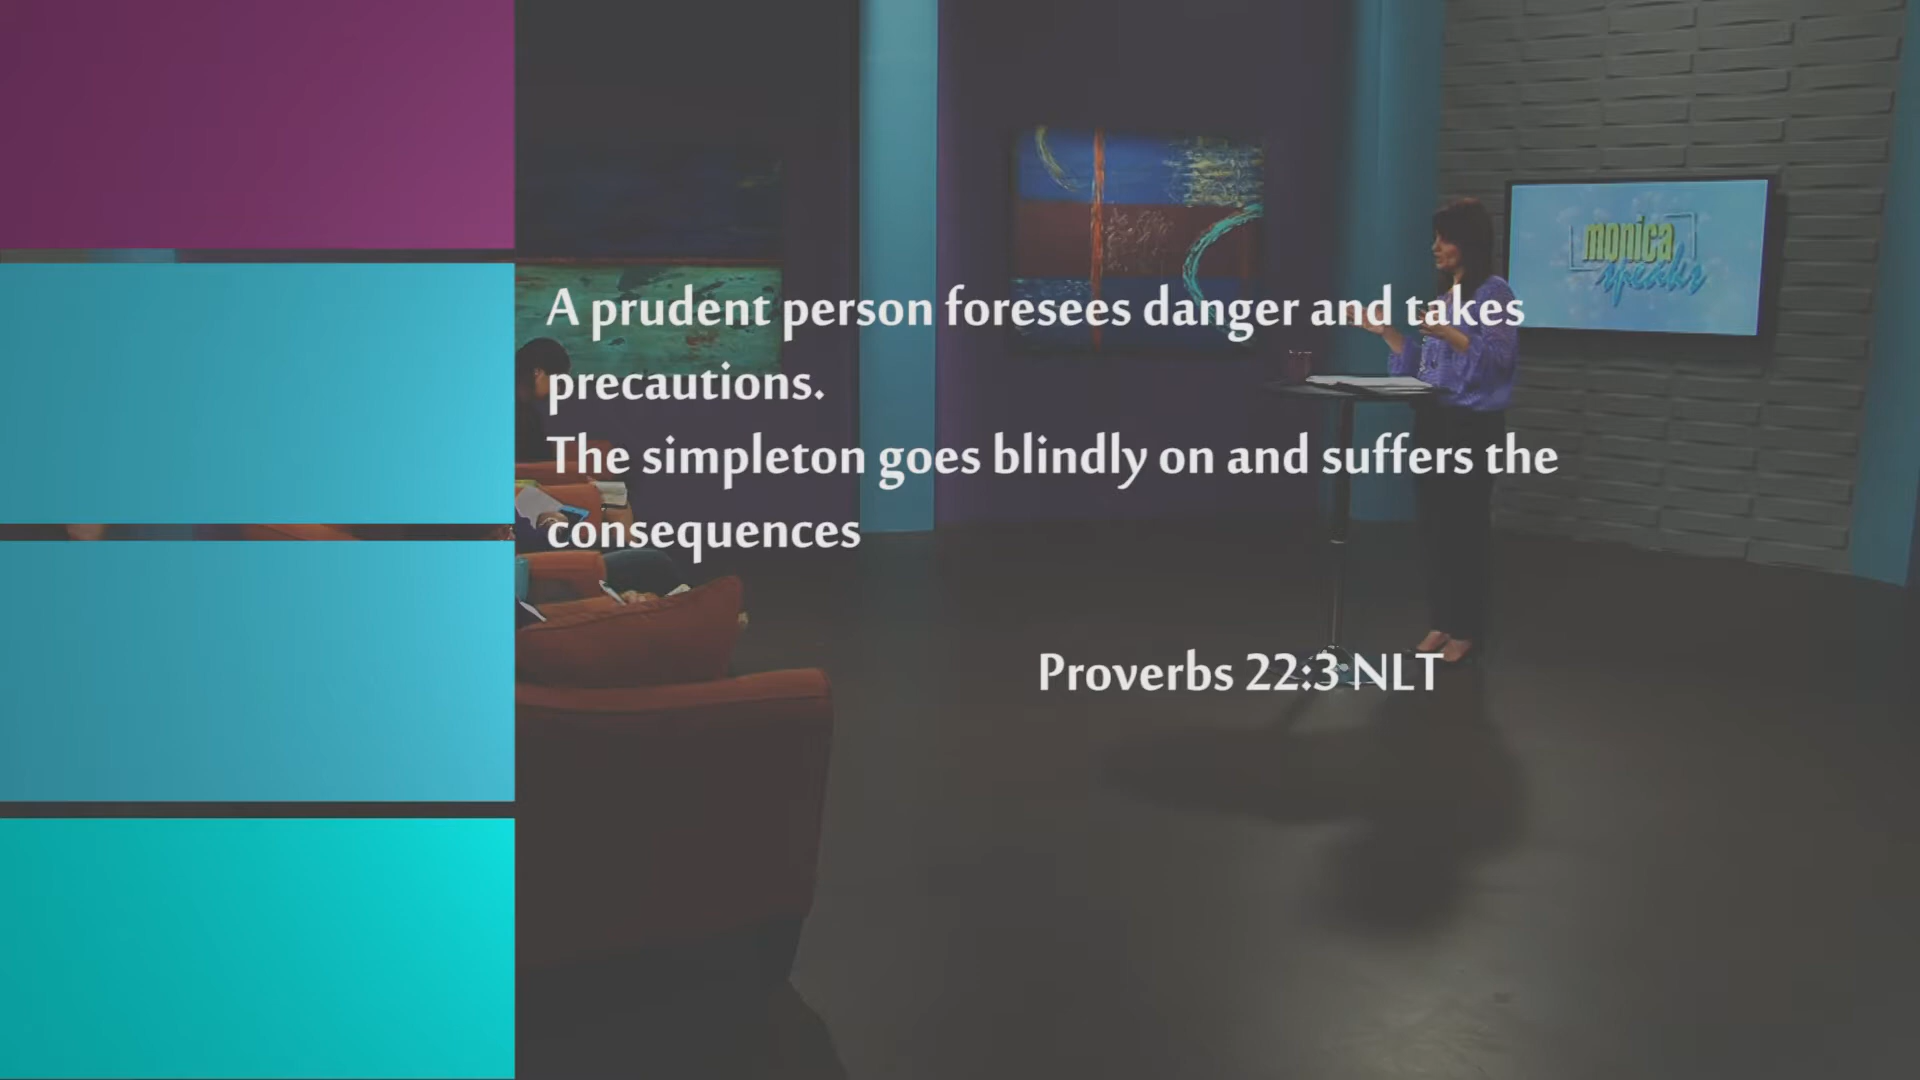 monica
speaks
A prudent person foresees danger and takes
precautions.
The simpleton goes blindly on and suffers the
consequences
Proverbs 22:3 NLT